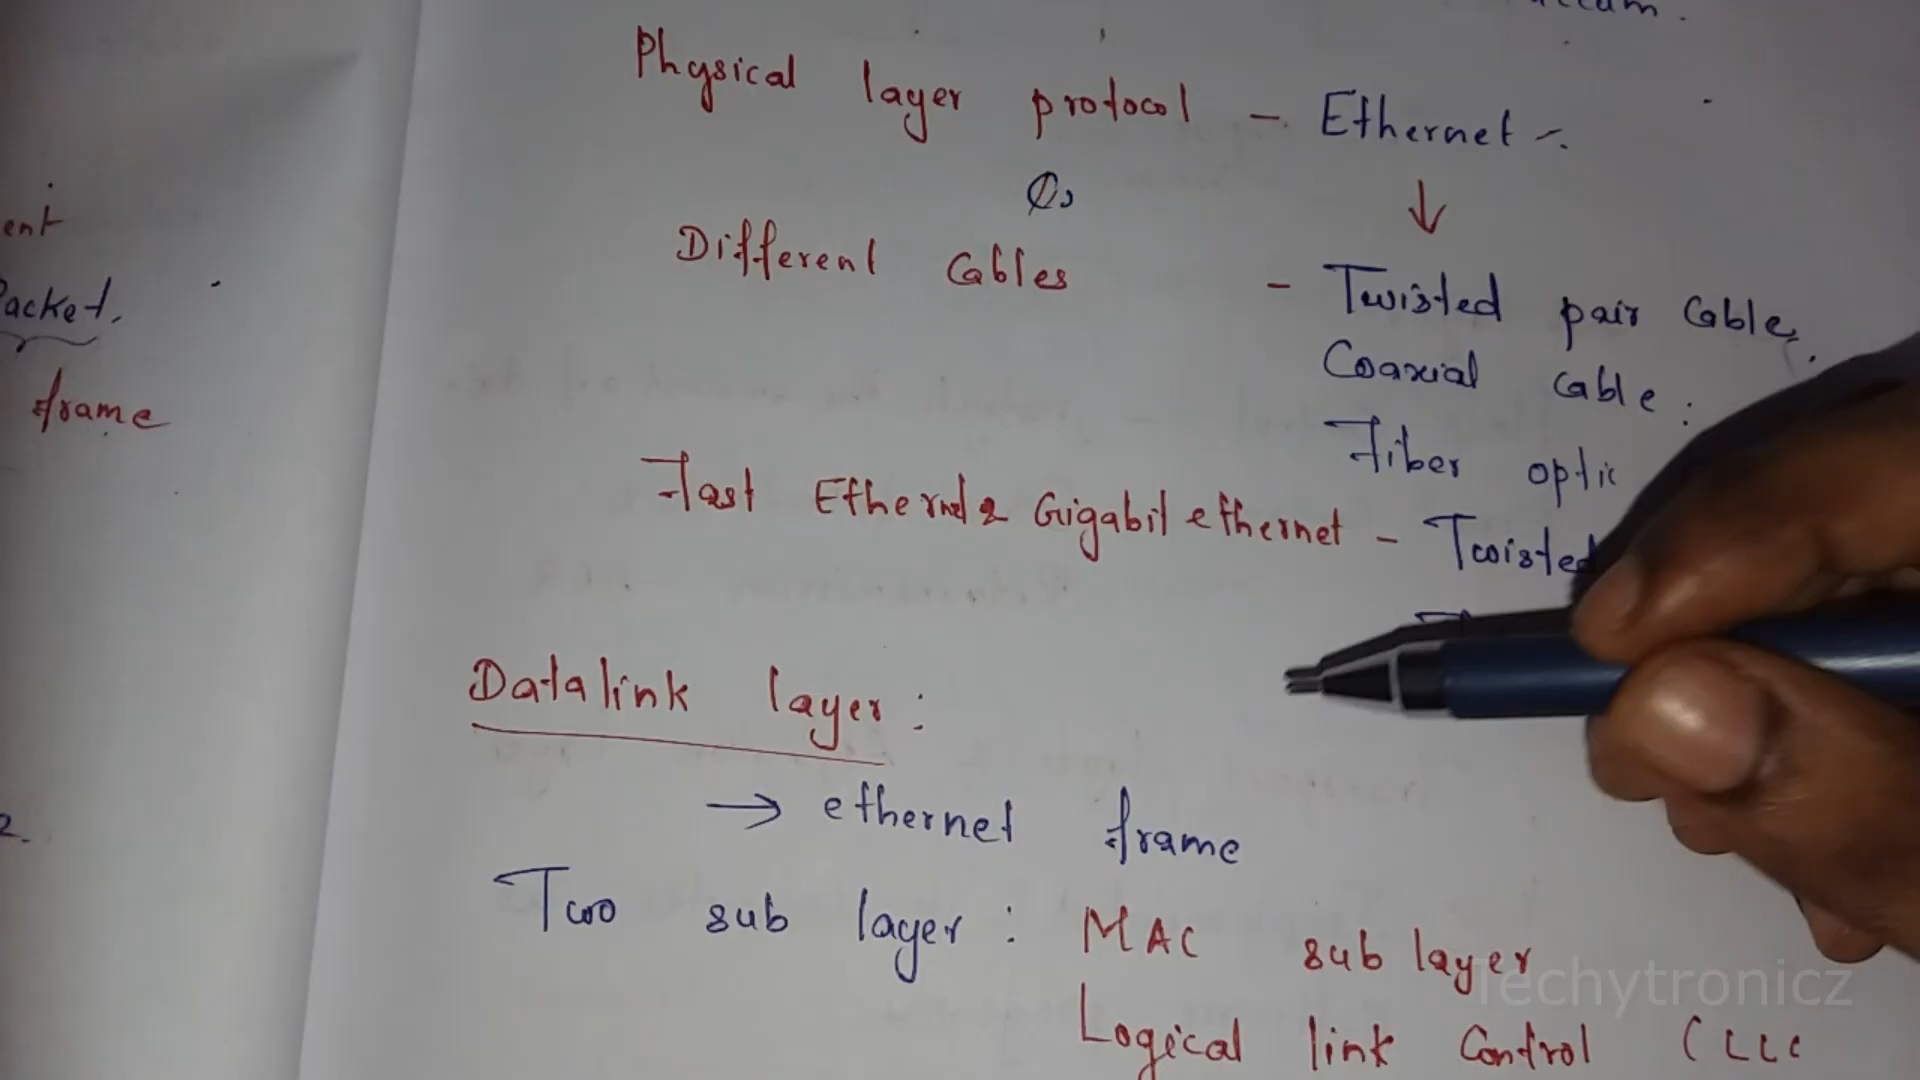 Physical layer protocol - Ethernet -
Different Cables - Twisted pair Cable,
Coaxial Cable:
Fiber optic
Fast Ethernet & Gigabit ethernet - Twisted
Datalink layer:
→ ethernet frame
Two sub layer: MAC sub layer
Logical link Control (LLC
ent
Packet.
frame
2.
Techytronicz